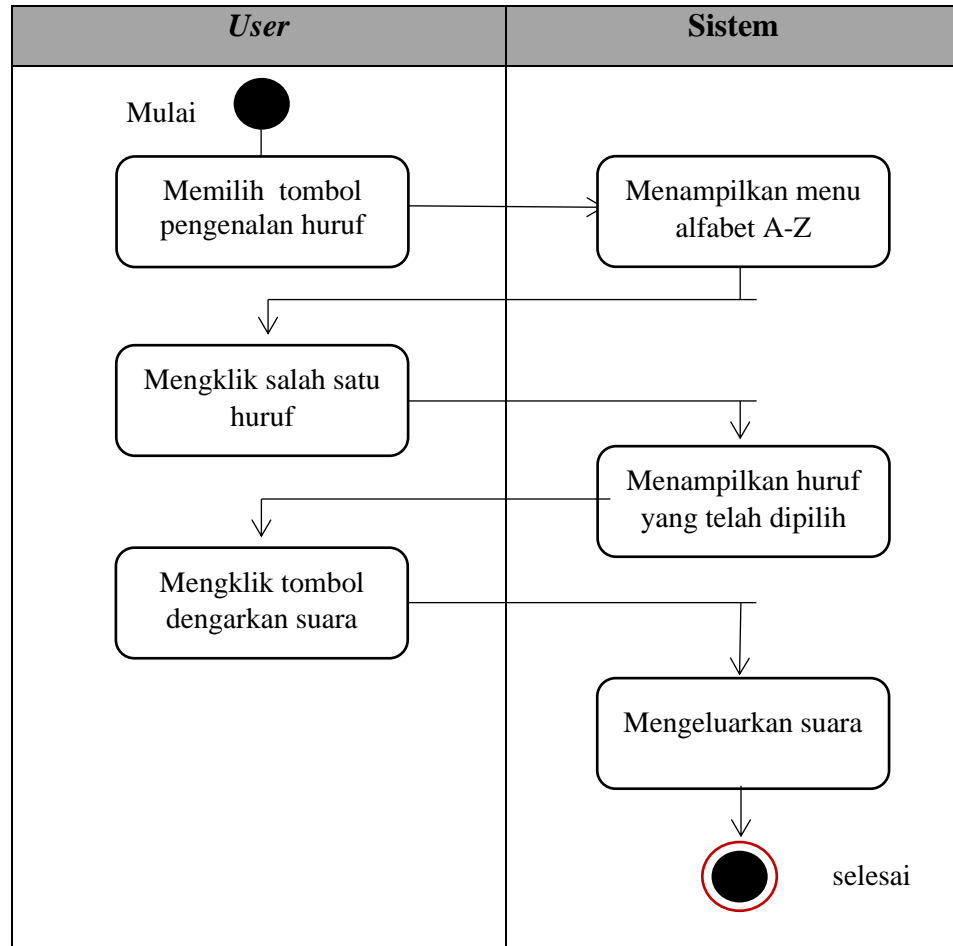 User
Sistem
Mulai
Memilih tombol
pengenalan huruf
Menampilkan menu
alfabet A-Z
Mengklik salah satu
huruf
Menampilkan huruf
yang telah dipilih
Mengklik tombol
dengarkan suara
Mengeluarkan suara
selesai